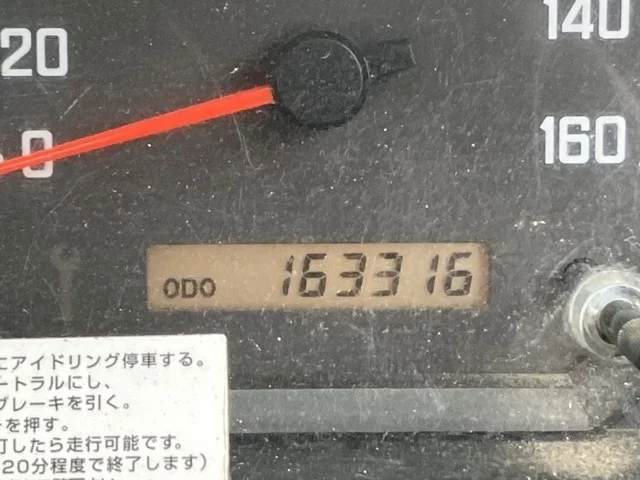 140
20
160
0
ODO 163316
にアイドリング停車する。
ートラルにし、
ブレーキを引く。
を押す。
灯したら走行可能です。
20分程度で終了します)